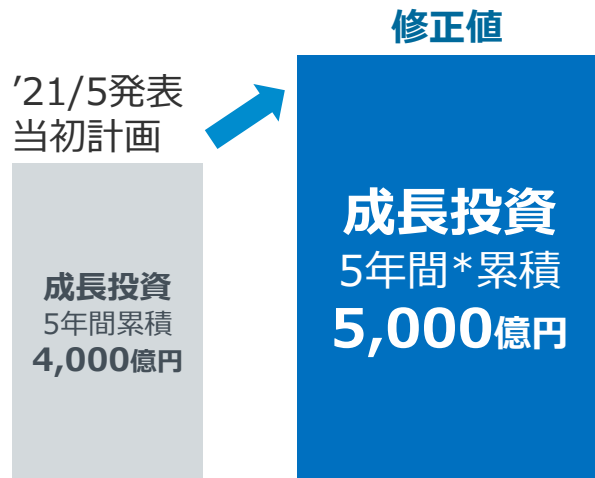 修正値
’21/5発表
当初計画
成長投資
5年間累積
4,000億円
成長投資
5年間*累積
5,000億円